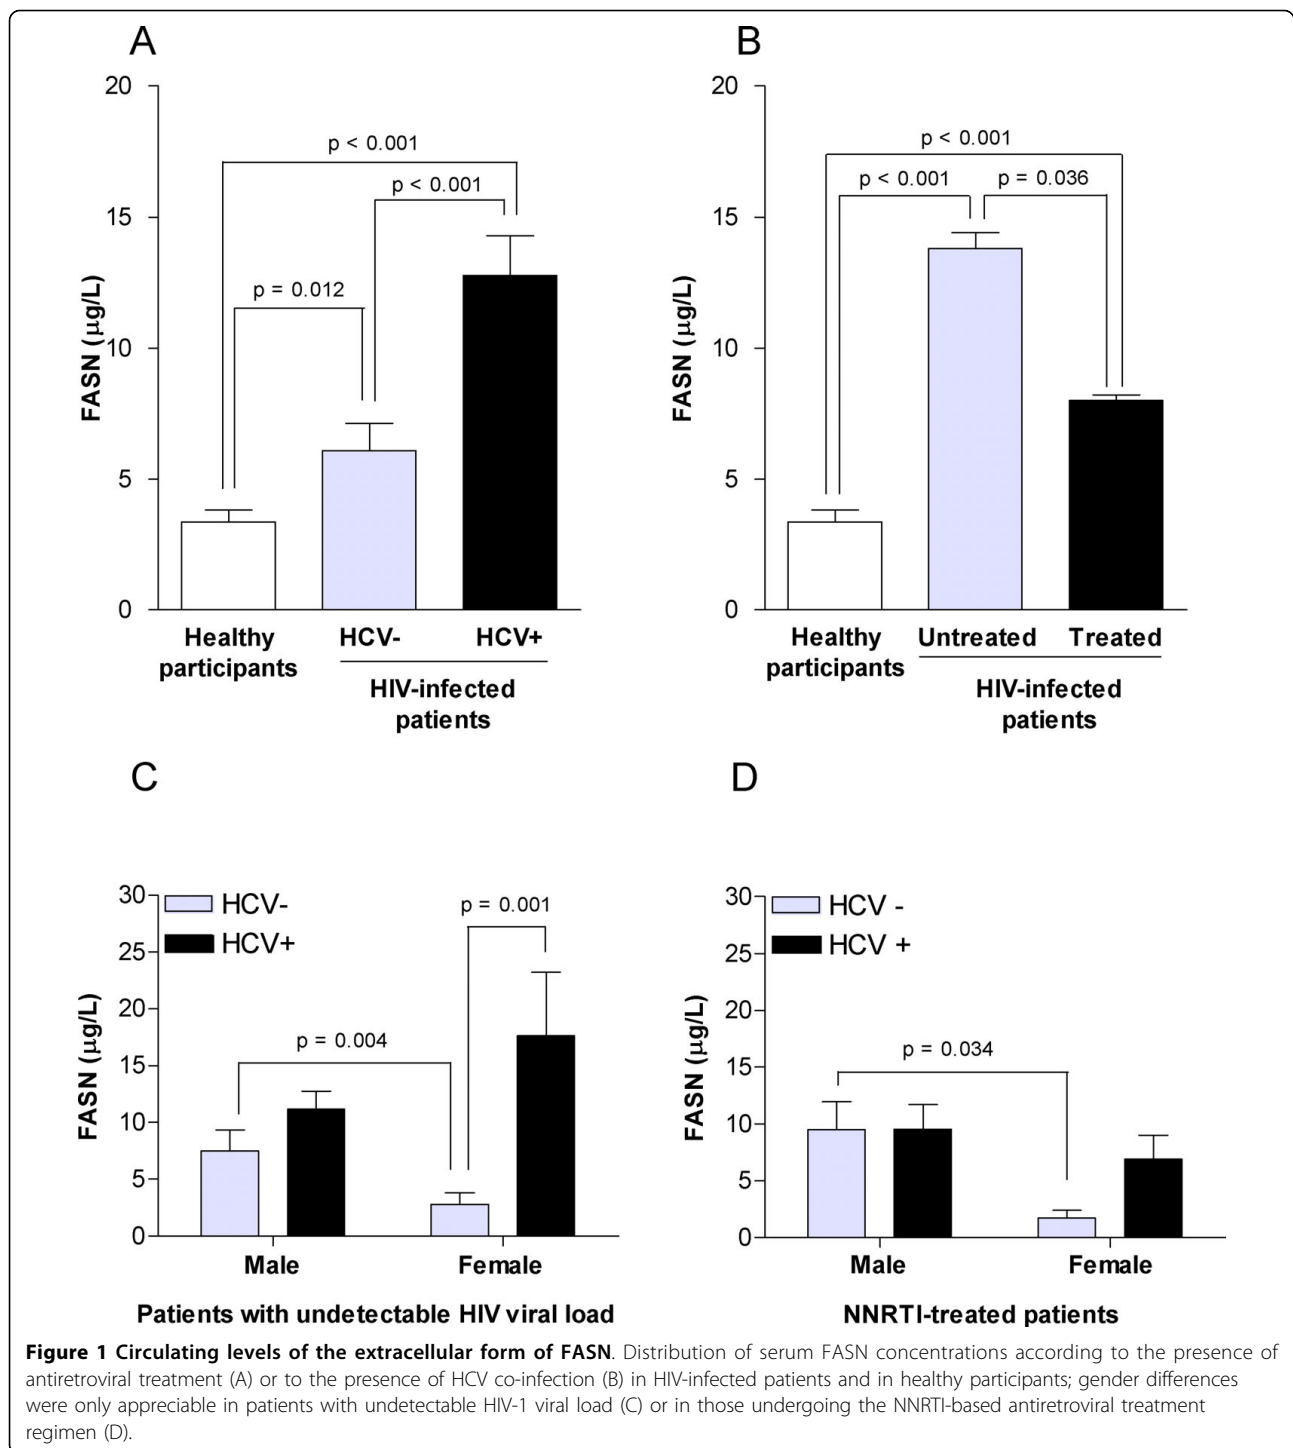 A
20
15
10
5
0
FASN (µg/L)
p < 0.001
p < 0.001
p = 0.012
Healthy
participants
HCV-
HCV+
HIV-infected
patients
B
20
15
10
5
0
FASN (µg/L)
p < 0.001
p < 0.001
p = 0.036
Healthy
participants
Untreated
Treated
HIV-infected
patients
C
30
25
20
15
10
5
0
FASN (µg/L)
HCV-
HCV+
p = 0.001
p = 0.004
Male
Female
Patients with undetectable HIV viral load
D
30
25
20
15
10
5
0
FASN (µg/L)
HCV -
HCV +
p = 0.034
Male
Female
NNRTI-treated patients
Figure 1 Circulating levels of the extracellular form of FASN. Distribution of serum FASN concentrations according to the presence of
antiretroviral treatment (A) or to the presence of HCV co-infection (B) in HIV-infected patients and in healthy participants; gender differences
were only appreciable in patients with undetectable HIV-1 viral load (C) or in those undergoing the NNRTI-based antiretroviral treatment
regimen (D).